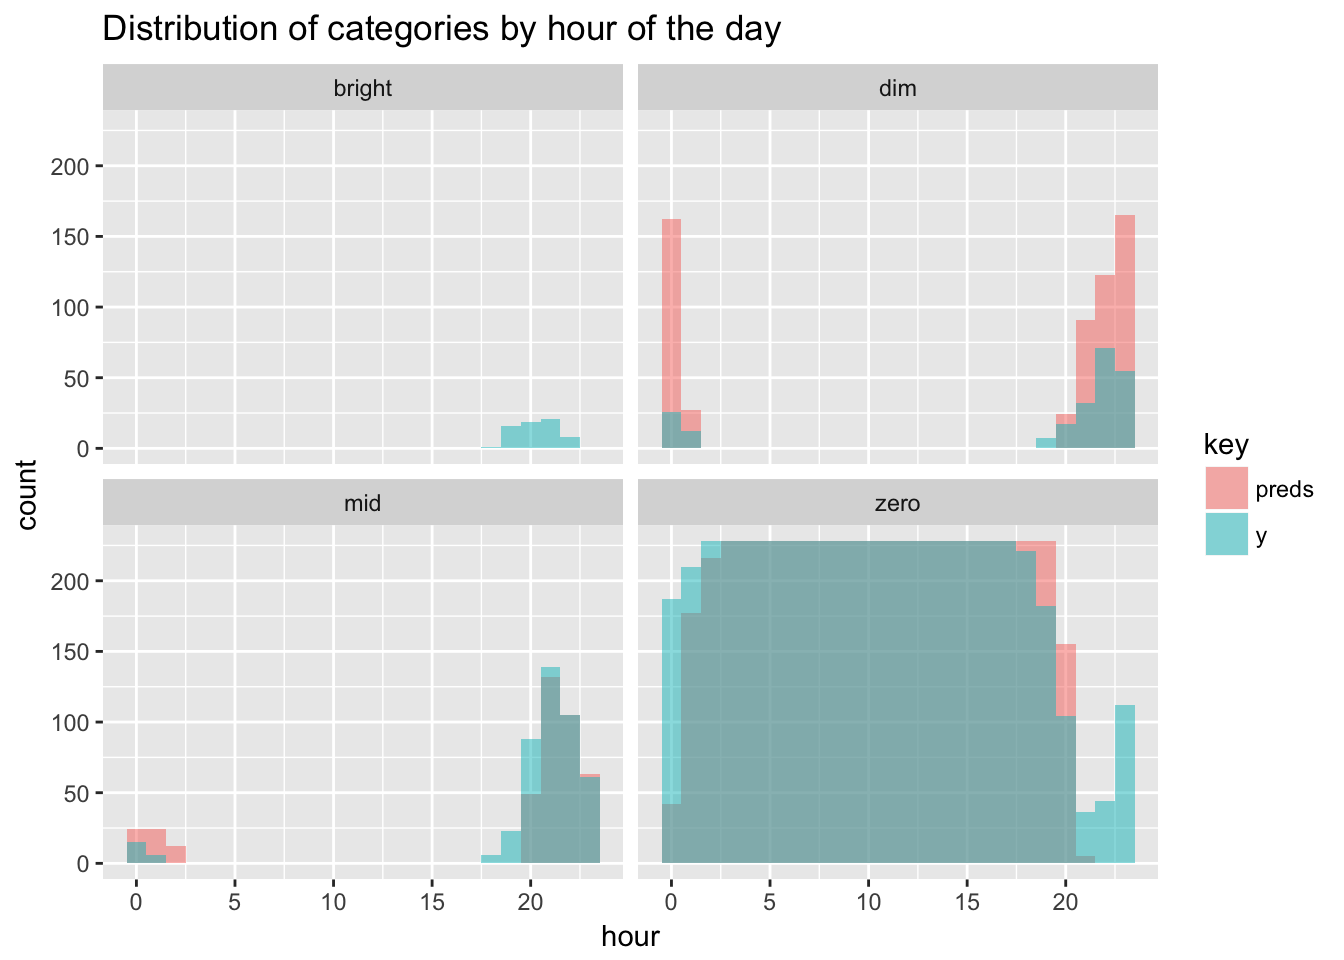 Distribution of categories by hour of the day
bright
dim
200
150
100
50
0
mid
zero
200
150
100
50
0
0 5 10 15 20
0 5 10 15 20
hour
count
key
preds
y